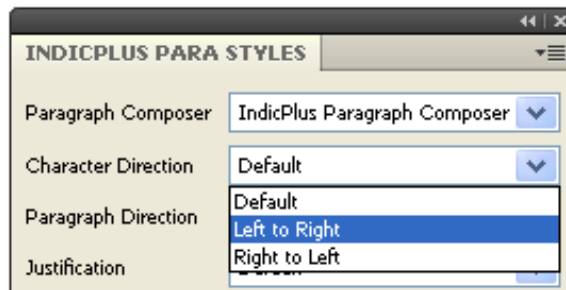 INDICPLUS PARA STYLES
Paragraph Composer IndicPlus Paragraph Composer
Character Direction Default
Default
Paragraph Direction Left to Right
Right to Left
Justification